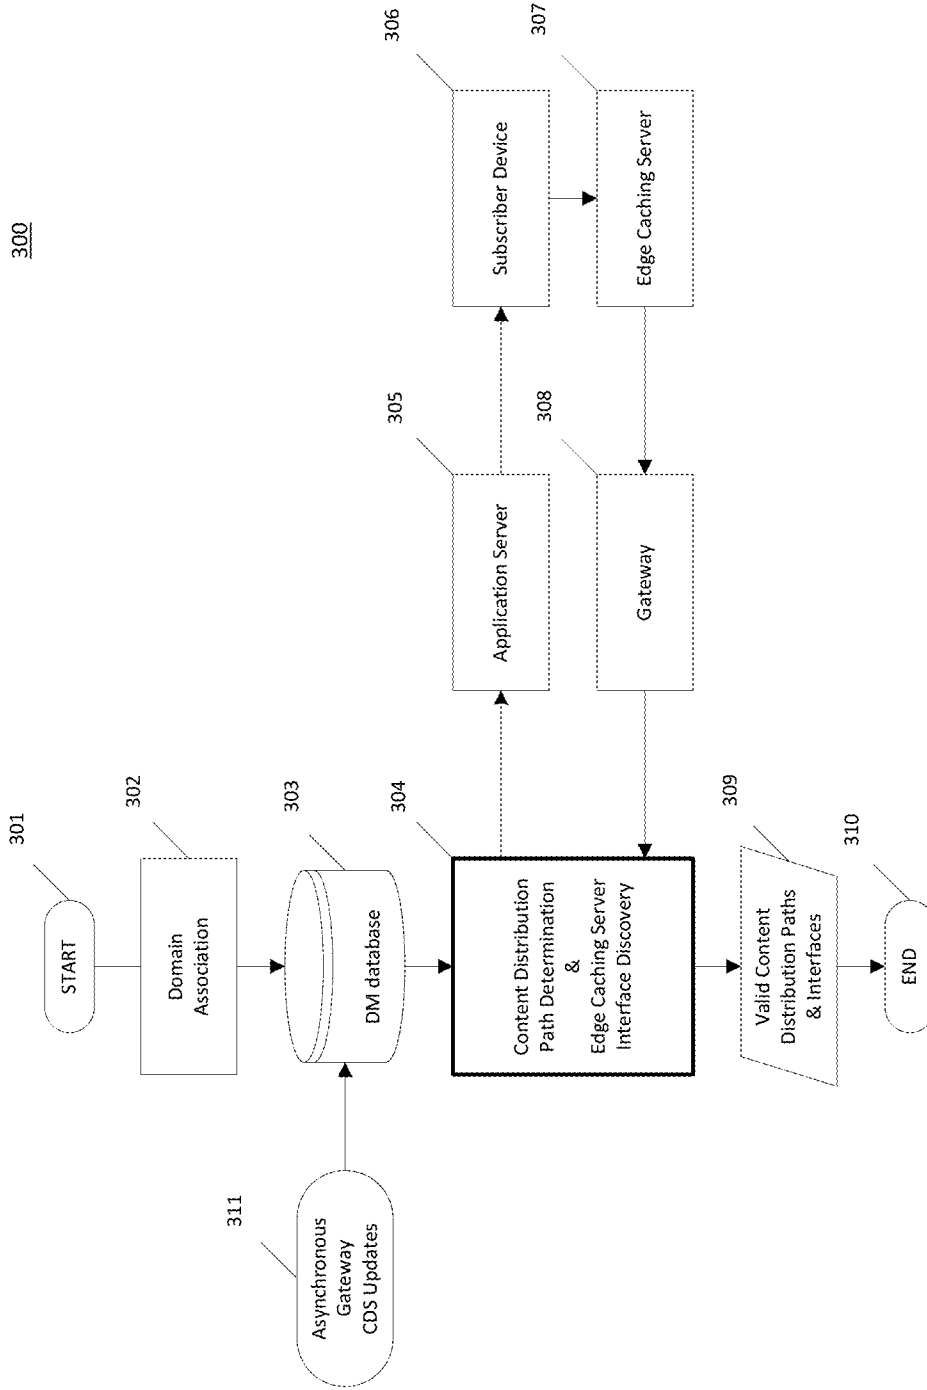 300
301
START
302
Domain
Association
303
DM database
311
Asynchronous
Gateway
CDS Updates
304
Content Distribution
Path Determination
&
Edge Caching Server
Interface Discovery
305
Application Server
306
Subscriber Device
307
Edge Caching Server
308
Gateway
309
Valid Content
Distribution Paths
& Interfaces
310
END